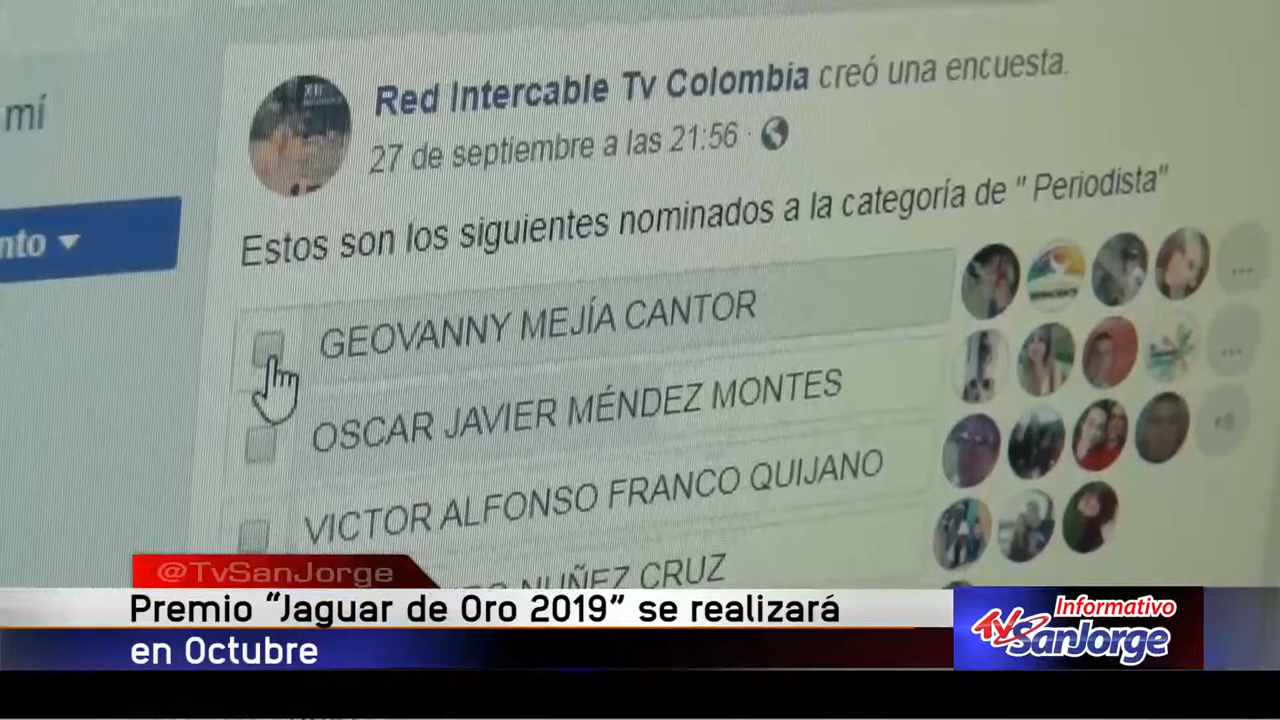 mí
Red Intercable Tv Colombia creó una encuesta.
27 de septiembre a las 21:56 ·
nto
Estos son los siguientes nominados a la categoría de " Periodista"
GEOVANNY MEJÍA CANTOR
...
OSCAR JAVIER MÉNDEZ MONTES
...
VICTOR ALFONSO FRANCO QUIJANO
+8
NUÑEZ CRUZ
@TvSanJorge
Premio “Jaguar de Oro 2019” se realizará
en Octubre
Informativo
Tv SanJorge